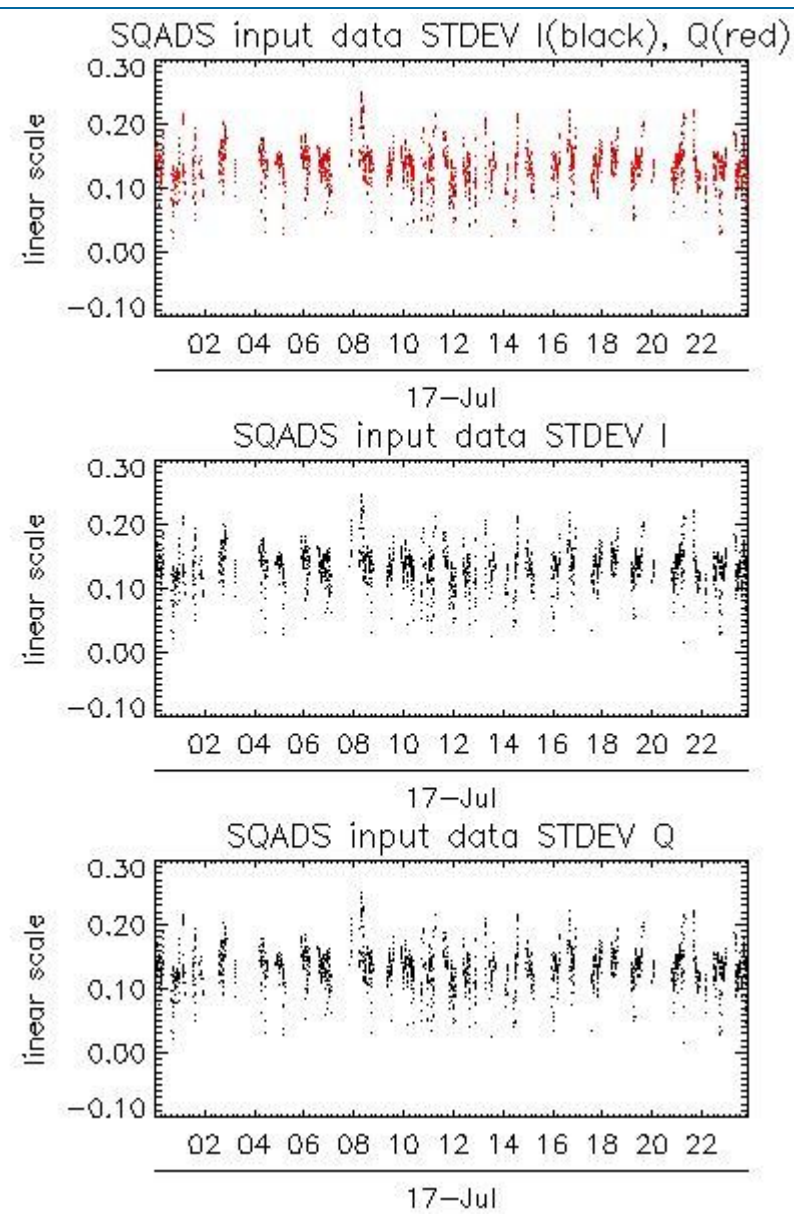 SQADS input data STDEV I(black), Q(red)
0.30
0.20
0.10
0.00
−0.10
linear scale
02 04 06 08 10 12 14 16 18 20 22
17−Jul
SQADS input data STDEV I
0.30
0.20
0.10
0.00
−0.10
linear scale
02 04 06 08 10 12 14 16 18 20 22
17−Jul
SQADS input data STDEV Q
0.30
0.20
0.10
0.00
−0.10
linear scale
02 04 06 08 10 12 14 16 18 20 22
17−Jul